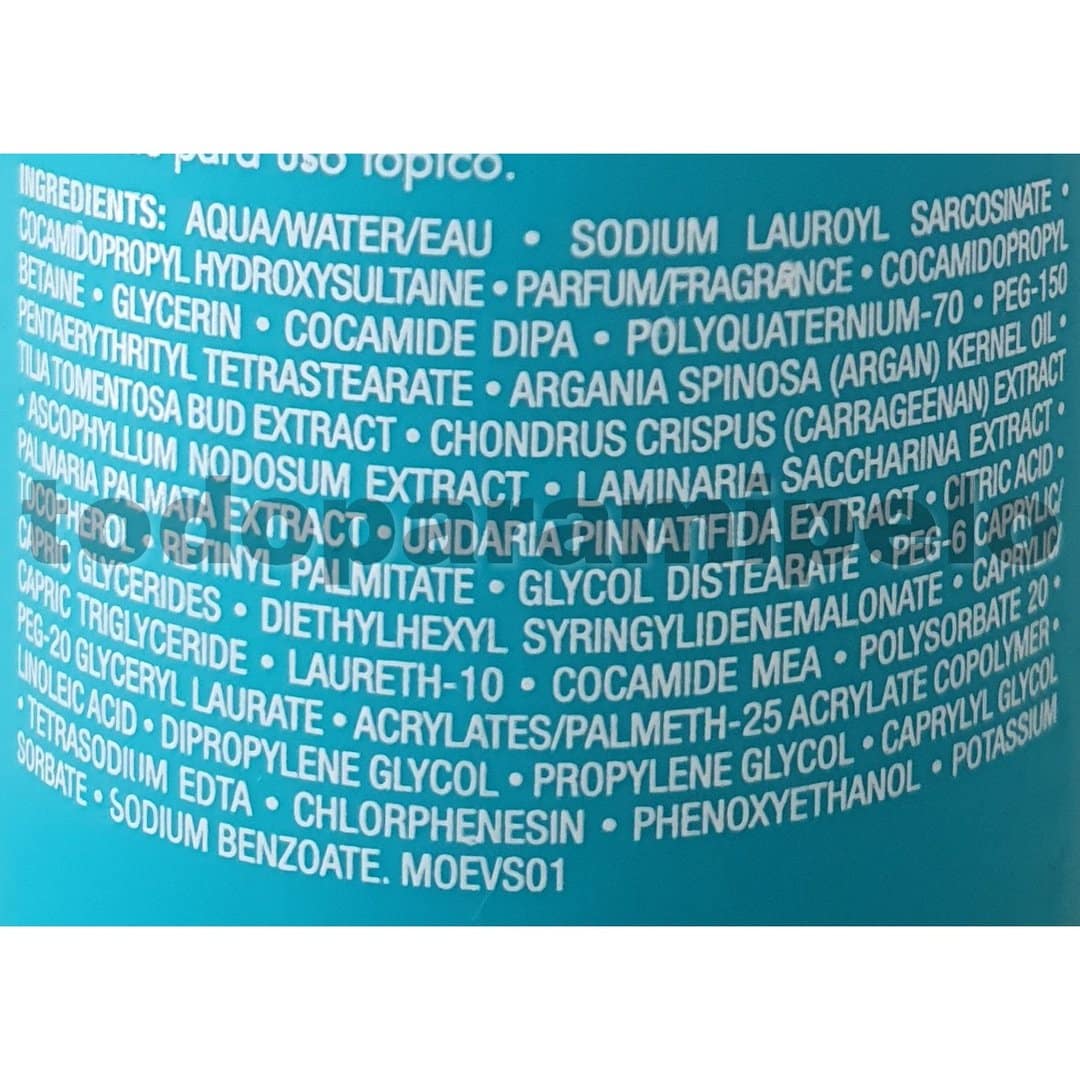 para uso tópico.
INGREDIENTS: AQUA/WATER/EAU • SODIUM LAUROYL SARCOSINATE •
COCAMIDOPROPYL HYDROXYSULTAINE • PARFUM/FRAGRANCE • COCAMIDOPROPYL
BETAINE • GLYCERIN • COCAMIDE DIPA • POLYQUATERNIUM-70 • PEG-150
PENTAERYTHRITYL TETRASTEARATE • ARGANIA SPINOSA (ARGAN) KERNEL OIL •
TILIA TOMENTOSA BUD EXTRACT • CHONDRUS CRISPUS (CARRAGEENAN) EXTRACT
• ASCOPHYLLUM NODOSUM EXTRACT • LAMINARIA SACCHARINA EXTRACT •
PALMARIA PALMATA EXTRACT • UNDARIA PINNATIFIDA EXTRACT • CITRIC ACID •
TOCOPHEROL • RETINYL PALMITATE • GLYCOL DISTEARATE • PEG-6 CAPRYLIC/
CAPRIC GLYCERIDES • DIETHYLHEXYL SYRINGYLIDENEMALONATE • CAPRYLIC/
CAPRIC TRIGLYCERIDE • LAURETH-10 • COCAMIDE MEA • POLYSORBATE 20 •
PEG-20 GLYCERYL LAURATE • ACRYLATES/PALMETH-25 ACRYLATE COPOLYMER •
LINOLEIC ACID • DIPROPYLENE GLYCOL • PROPYLENE GLYCOL • CAPRYLYL GLYCOL
• TETRASODIUM EDTA • CHLORPHENESIN • PHENOXYETHANOL • POTASSIUM
SORBATE • SODIUM BENZOATE. MOEVS01
todoparamipelo